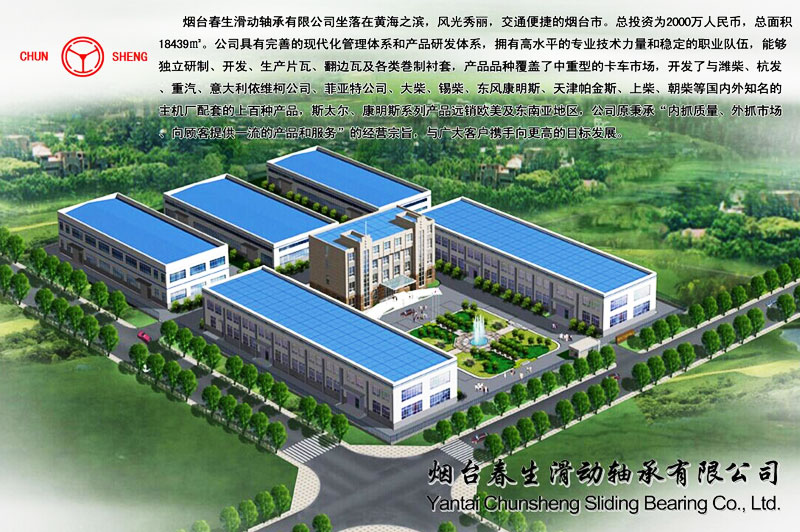 CHUN SHENG
烟台春生滑动轴承有限公司坐落在黄海之滨，风光秀丽，交通便捷的烟台市。总投资为2000万人民币，总面积
18439㎡。公司具有完善的现代化管理体系和产品研发体系，拥有高水平的专业技术力量和稳定的职业队伍，能够
独立研制、开发、生产片瓦、翻边瓦及各类卷制衬套，产品品种覆盖了中重型的卡车市场，开发了与潍柴，杭发
、重汽、意大利依维柯公司、菲亚特公司、大柴、锡柴、东风康明斯、天津帕金斯、上柴、朝柴等国内外知名的
主机厂配套的上百种产品，斯太尔、康明斯系列产品远销欧美及东南亚地区，公司原秉承“内抓质量、外抓市场
、向顾客提供一流的产品和服务”的经营宗旨，与广大客户携手向更高的目标发展。
烟台春生滑动轴承有限公司
Yantai Chunsheng Sliding Bearing Co., Ltd.